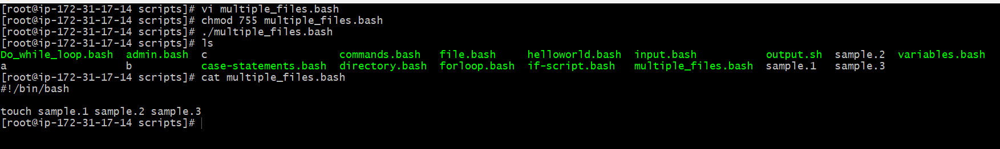 [root@ip-172-31-17-14 scripts]# vi multiple_files.bash
[root@ip-172-31-17-14 scripts]# chmod 755 multiple_files.bash
[root@ip-172-31-17-14 scripts]# ./multiple_files.bash
[root@ip-172-31-17-14 scripts]# ls
Do_while_loop.bash  admin.bash  c                     commands.bash   file.bash     helloworld.bash  input.bash           output.sh  sample.2  variables.bash
a                   b           case-statements.bash  directory.bash  forloop.bash  if-script.bash   multiple_files.bash  sample.1   sample.3
[root@ip-172-31-17-14 scripts]# cat multiple_files.bash
#!/bin/bash

touch sample.1 sample.2 sample.3
[root@ip-172-31-17-14 scripts]#